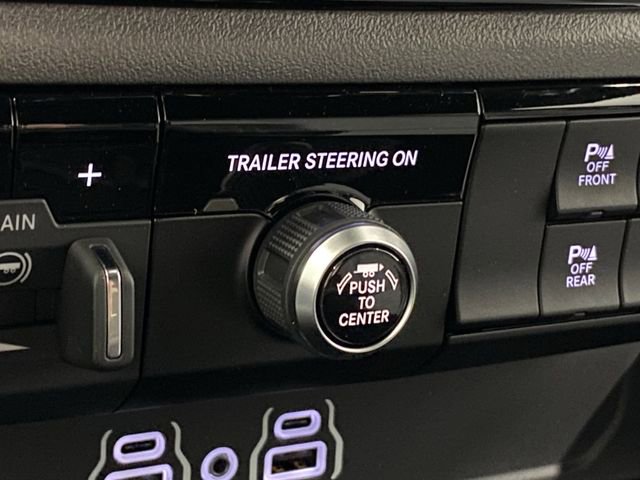 TRAILER STEERING ON
+
AIN
PUSH
TO
CENTER
P
OFF
FRONT
P
OFF
REAR